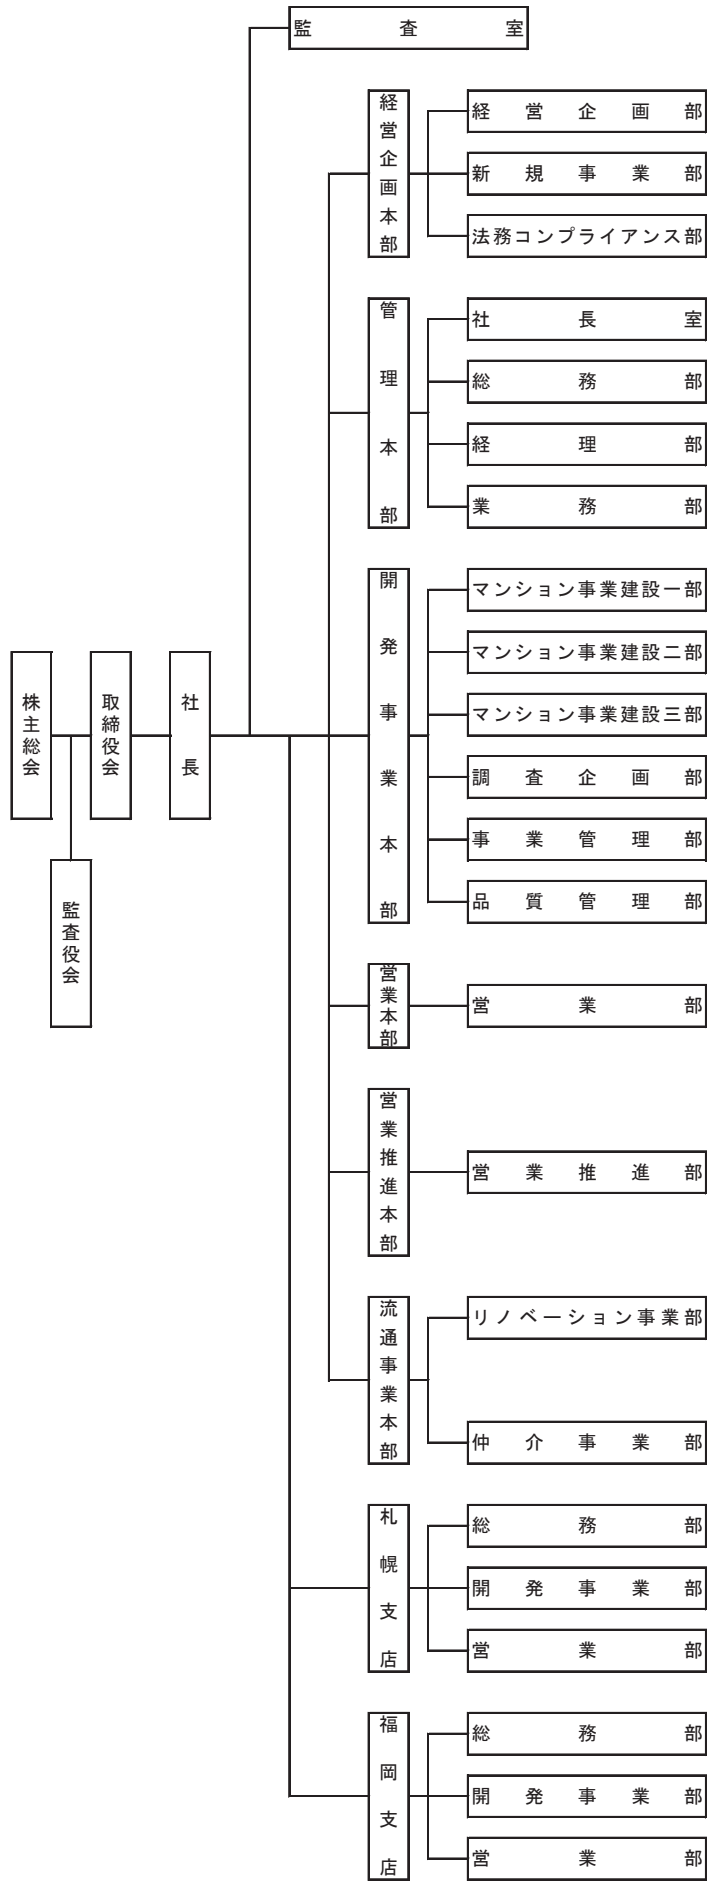 株主総会
監査役会
取締役会
社長
監査室
経営企画本部
経営企画部
新規事業部
法務コンプライアンス部
管理本部
社長室
総務部
経理部
業務部
開発事業本部
マンション事業建設一部
マンション事業建設二部
マンション事業建設三部
調査企画部
事業管理部
品質管理部
営業本部
営業部
営業推進本部
営業推進部
流通事業本部
リノベーション事業部
仲介事業部
札幌支店
総務部
開発事業部
営業部
福岡支店
総務部
開発事業部
営業部